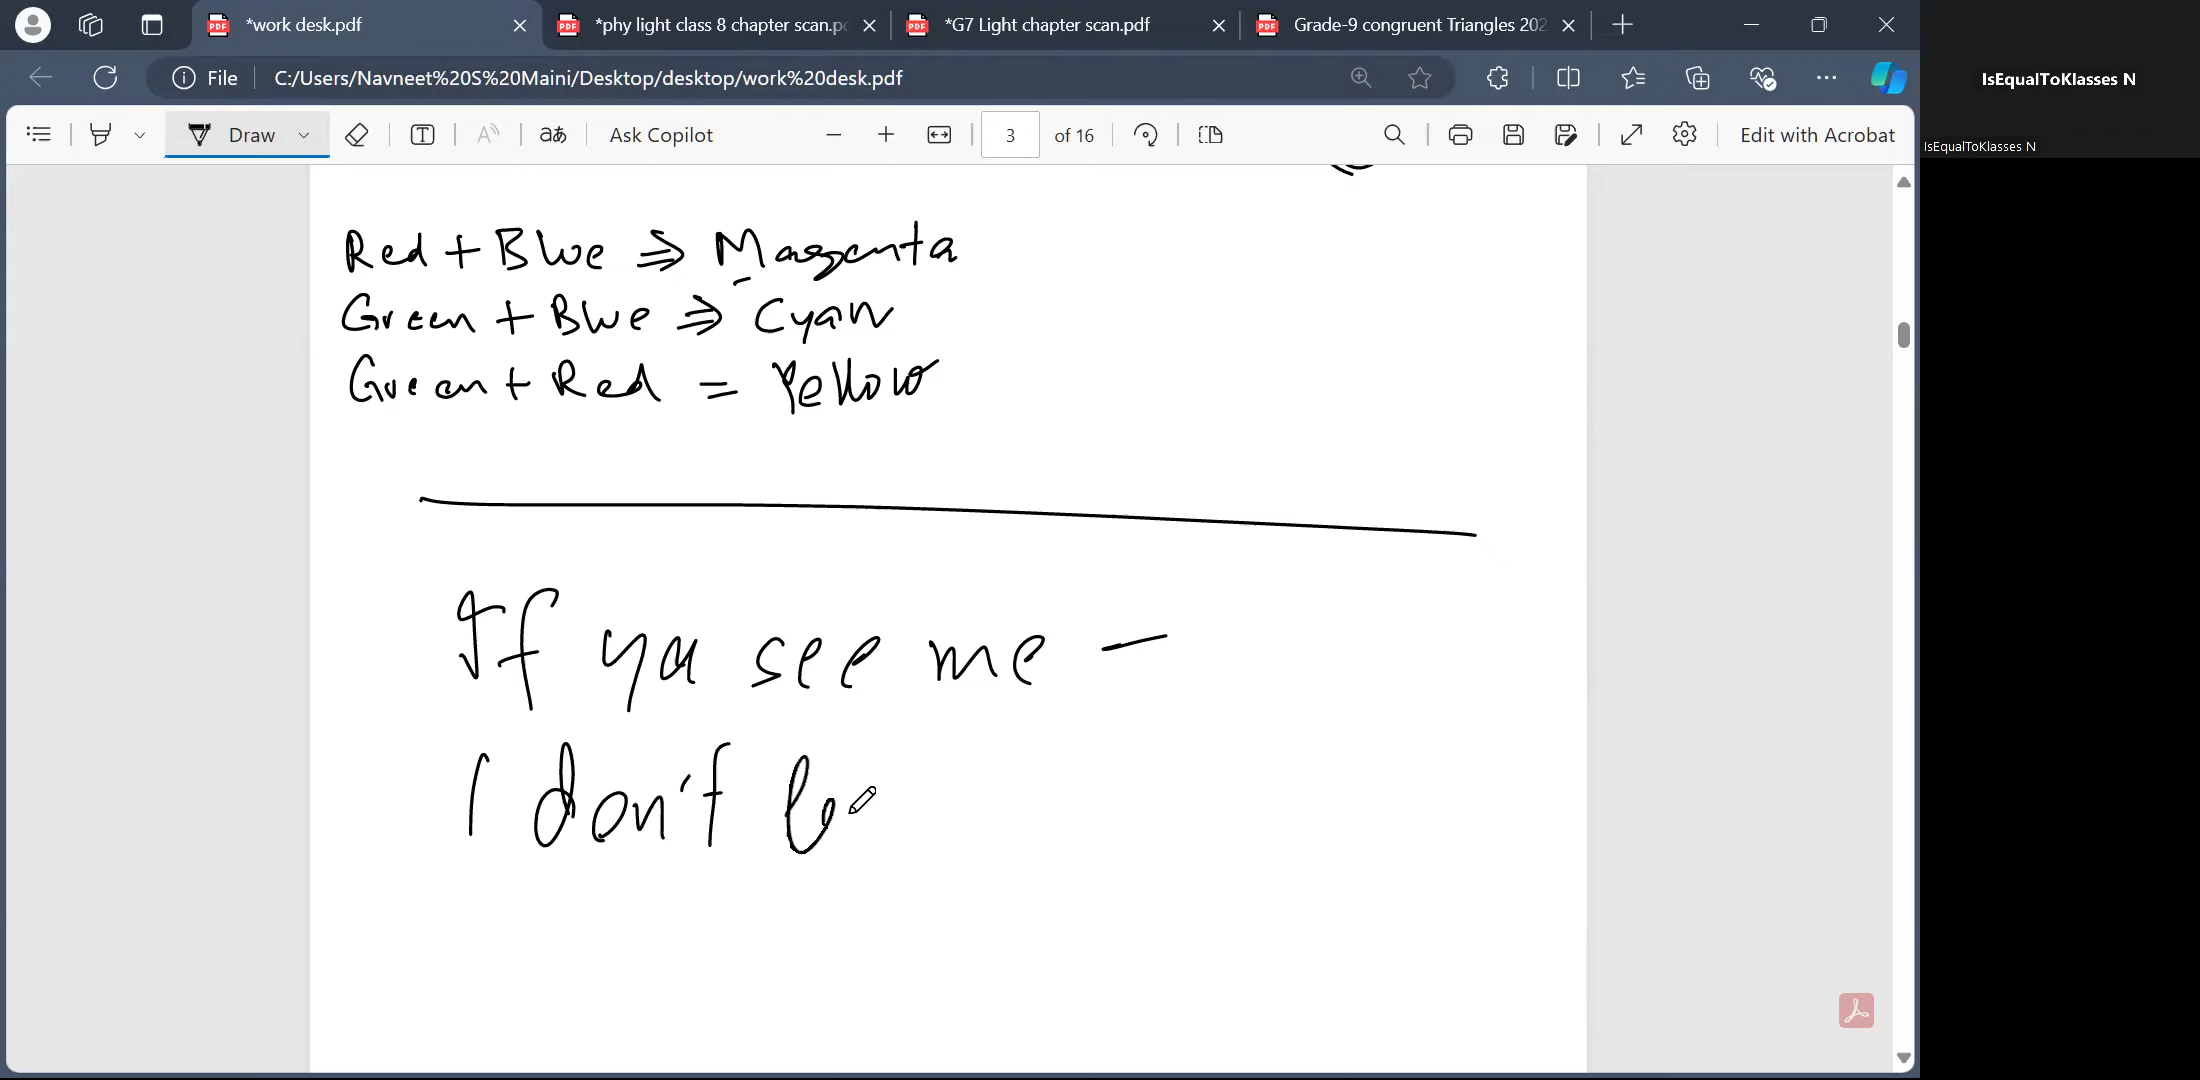 *work desk.pdf
*phy light class 8 chapter scan.p
*G7 Light chapter scan.pdf
Grade-9 congruent Triangles 202
File
C:/Users/Navneet%20S%20Maini/Desktop/desktop/work%20desk.pdf
IsEqualToKlasses N
Draw
Ask Copilot
3 of 16
Edit with Acrobat
IsEqualToKlasses N
Red + Blue ⇒ Magenta
Green + Blue ⇒ Cyan
Green + Red = Yellow
If you see me –
I don't